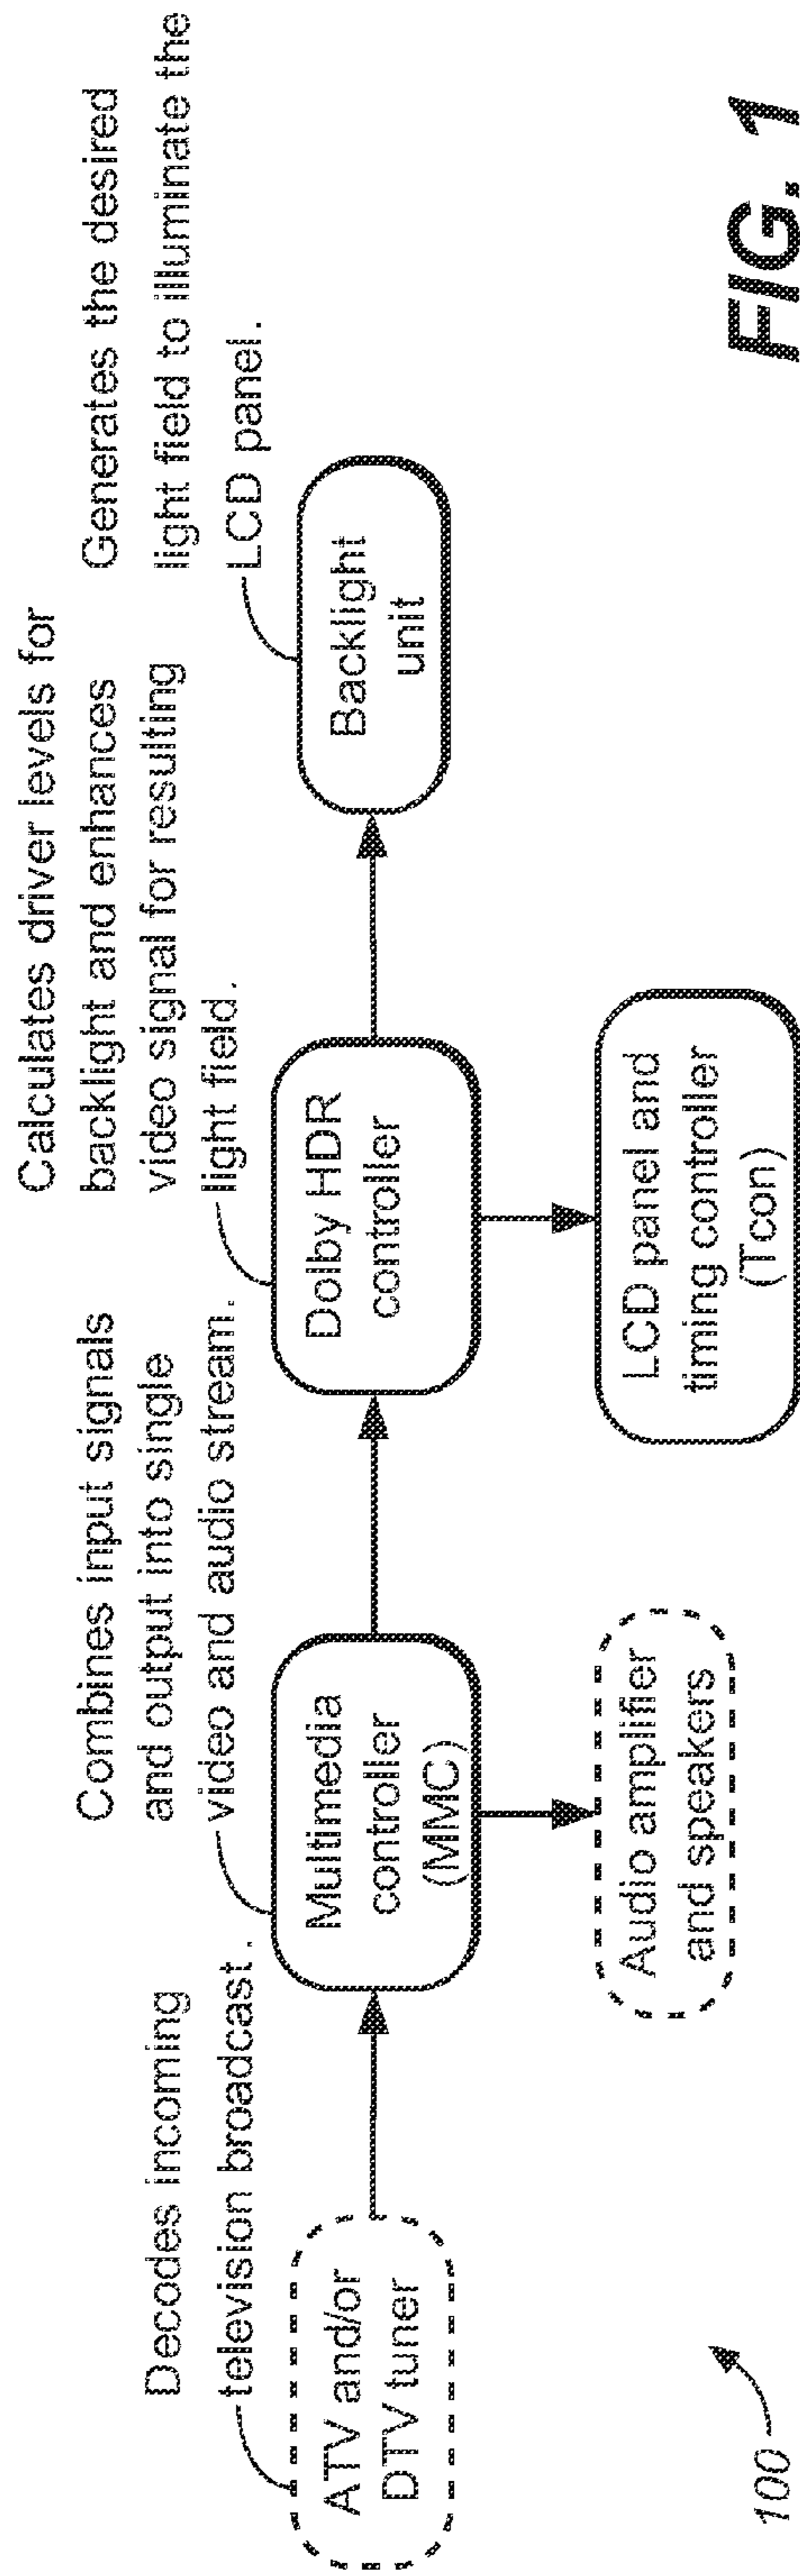 Decodes incoming
television broadcast.
Combines input signals
and output into single
video and audio stream.
Calculates driver levels for
backlight and enhances
video signal for resulting
light field.
Generates the desired
light field to illuminate the
LCD panel.
ATV and/or
DTV tuner
Multimedia
controller
(MMC)
Dolby HDR
controller
Backlight
unit
Audio amplifier
and speakers
LCD panel and
timing controller
(Tcon)
100
FIG. 1